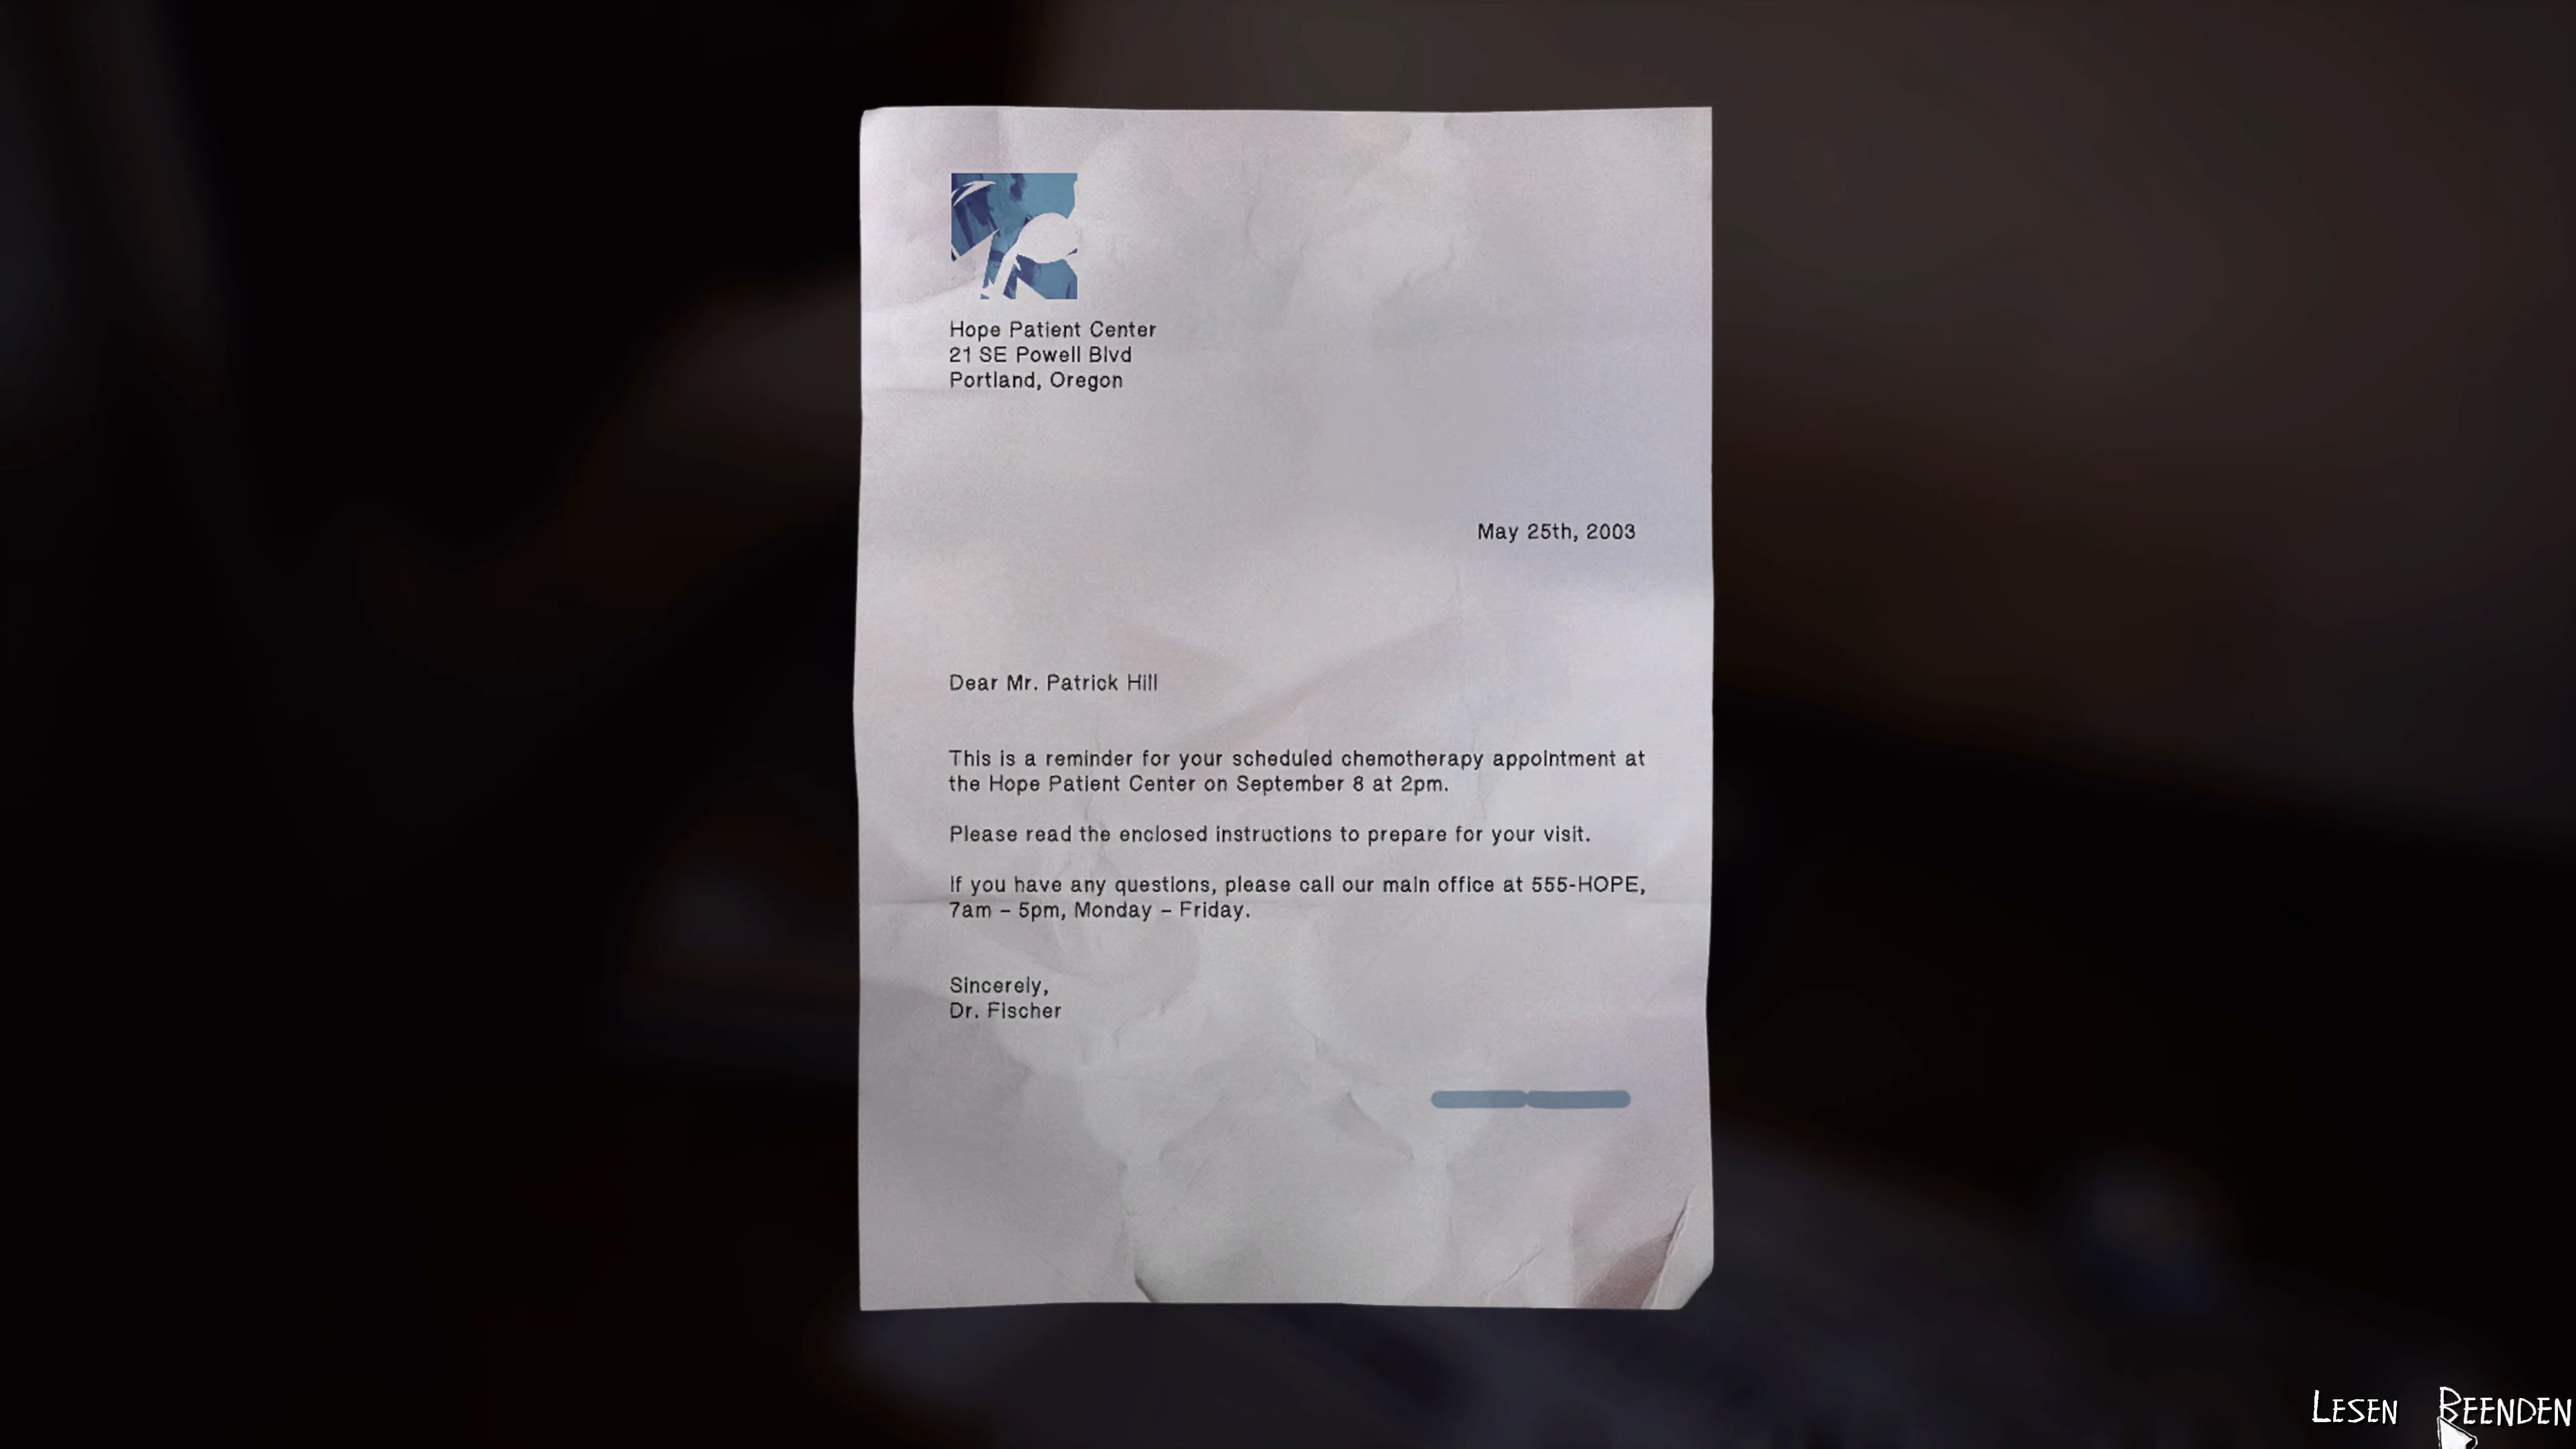 Hope Patient Center
21 SE Powell Blvd
Portland, Oregon
May 25th, 2003
Dear Mr. Patrick Hill
This is a reminder for your scheduled chemotherapy appointment at
the Hope Patient Center on September 8 at 2pm.
Please read the enclosed instructions to prepare for your visit.
If you have any questions, please call our main office at 555-HOPE,
7am – 5pm, Monday – Friday.
Sincerely,
Dr. Fischer
LESEN BEENDEN